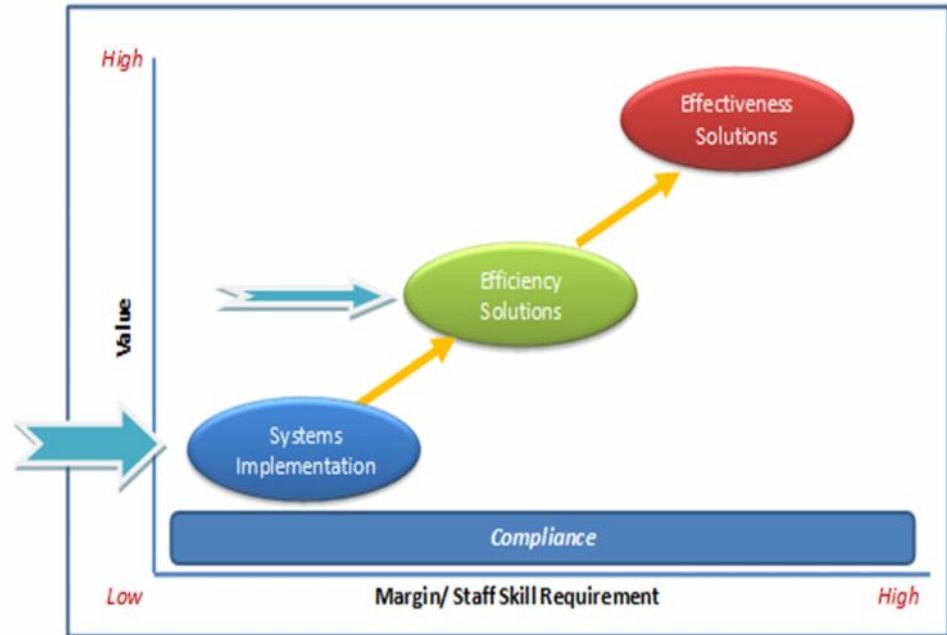 High
Effectiveness
Solutions
Efficiency
Solutions
Value
Systems
Implementation
Compliance
Low
Margin/ Staff Skill Requirement
High